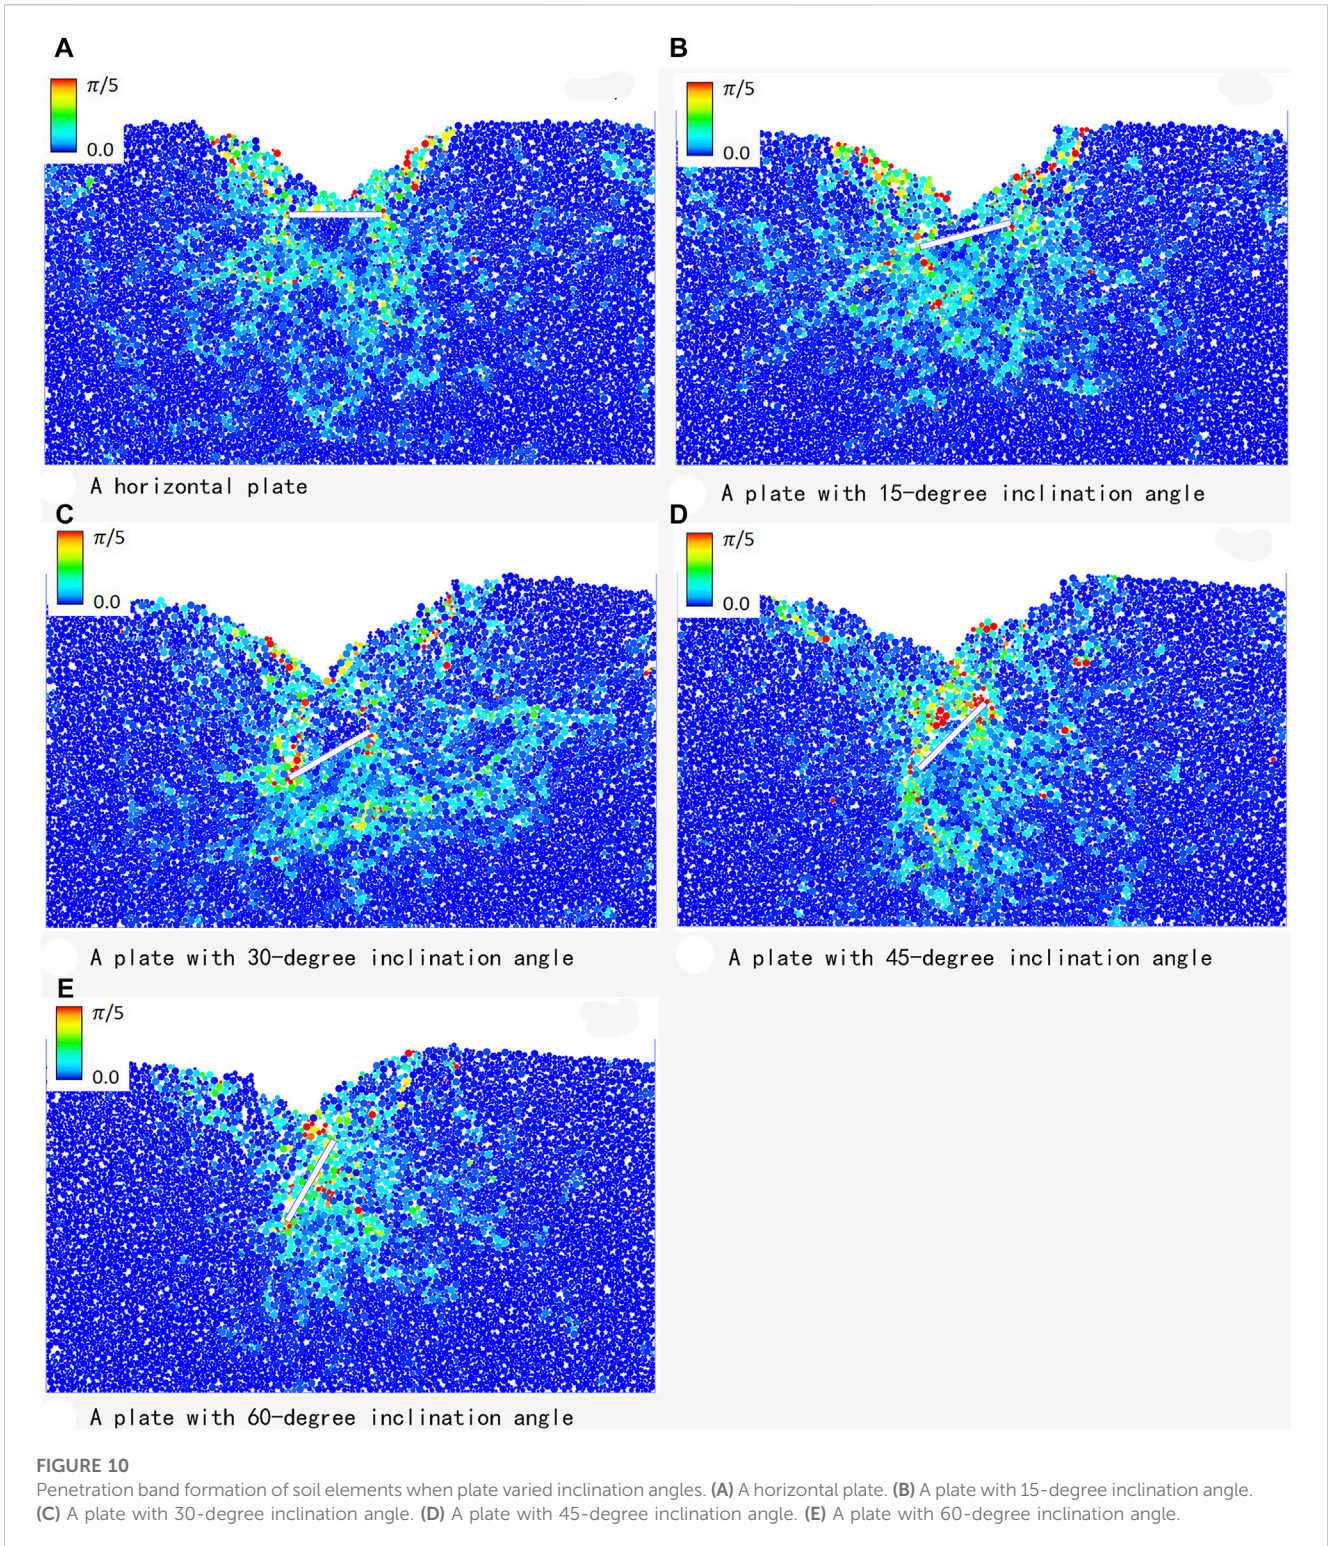 A
π/5
0.0
B
π/5
0.0
A horizontal plate
A plate with 15-degree inclination angle
C
π/5
0.0
D
π/5
0.0
A plate with 30-degree inclination angle
A plate with 45-degree inclination angle
E
π/5
0.0
A plate with 60-degree inclination angle
FIGURE 10
Penetration band formation of soil elements when plate varied inclination angles. (A) A horizontal plate. (B) A plate with 15-degree inclination angle.
(C) A plate with 30-degree inclination angle. (D) A plate with 45-degree inclination angle. (E) A plate with 60-degree inclination angle.